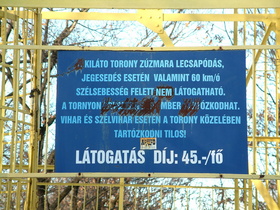 KILÁTÓ TORONY ZÚZMARA LECSAPÓDÁS,
JEGESEDÉS ESETÉN VALAMINT 60 km/ó
SZÉLSEBESSÉG FELETT NEM LÁTOGATHATÓ.
A TORNYON EMBER
VIHAR ÉS SZÉLVIHAR ESETÉN A TORONY KÖZELÉBEN
TARTÓZKODNI TILOS!
LÁTOGATÁS DÍJ: 45.-/fő